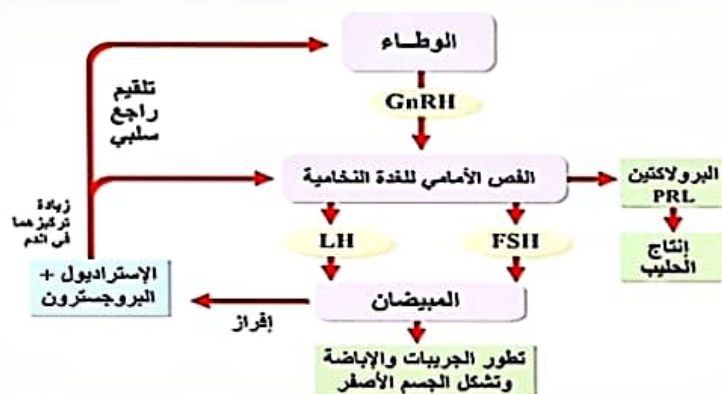 الوطــاء
GnRH
تلقيم
راجع
سلبي
الفص الأمامي للغدة النخامية
البرولاكتين
PRL
زيادة
تركيزهما
في الدم
LH
FSH
إنتاج
الحليب
الإستراديول +
البروجسترون
إفراز
المبيضان
تطور الجريبات والإباضة
وتشكل الجسم الأصفر